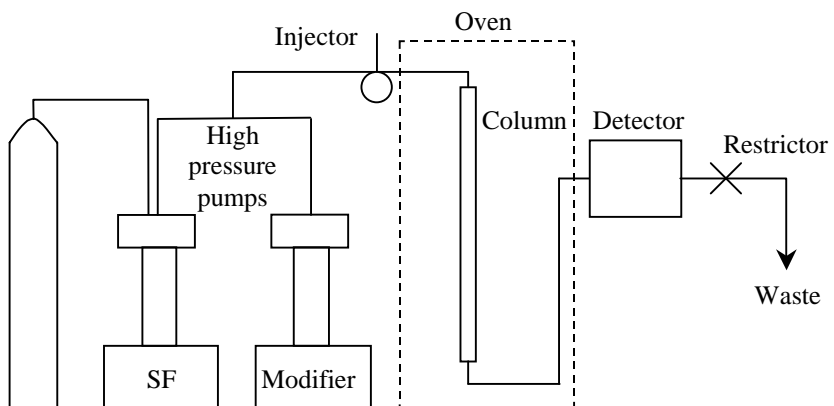 Oven
Injector
Column
Detector
Restrictor
High
pressure
pumps
Waste
SF
Modifier